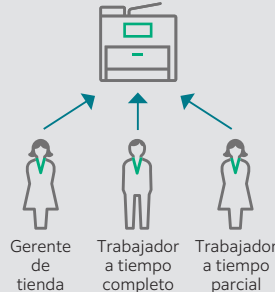 Gerente
de
tienda
Trabajador
a tiempo
completo
Trabajador
a tiempo
parcial